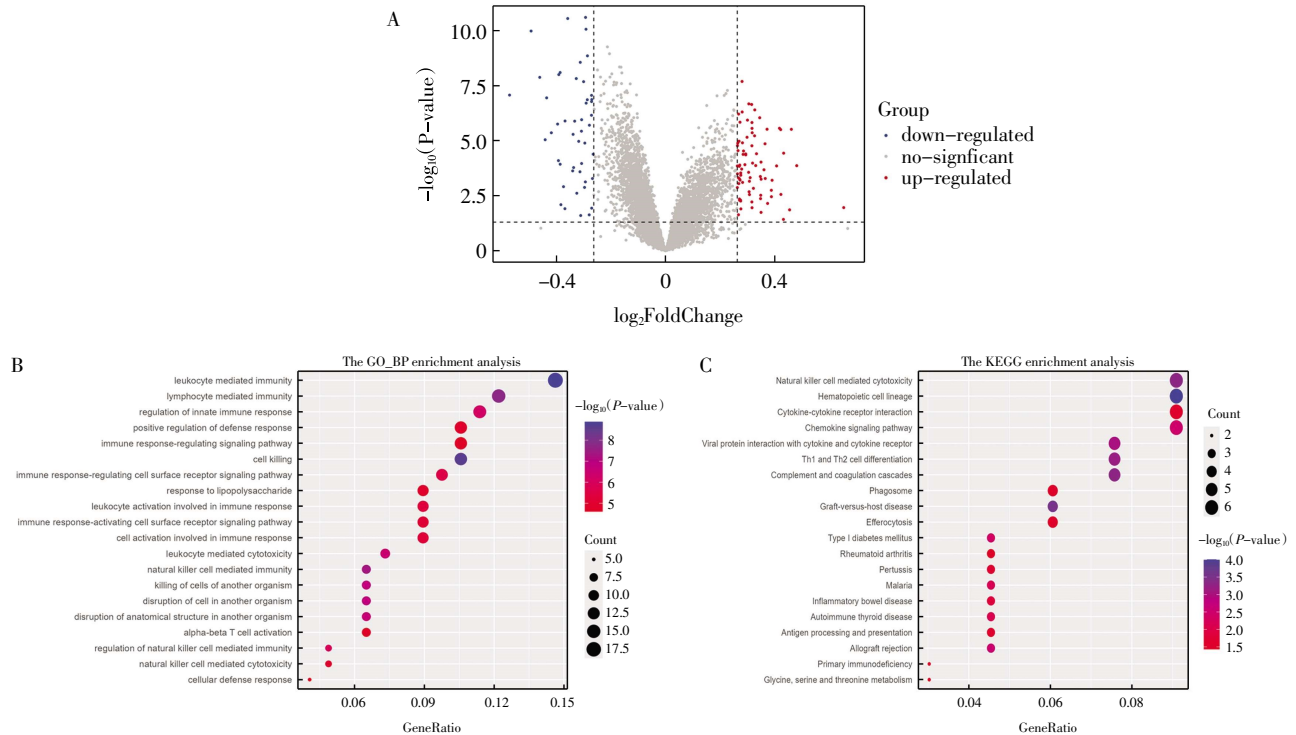 A
10.0
7.5
5.0
2.5
0
−log₁₀(P−value)
−0.4
0
0.4
log₂FoldChange
Group
down−regulated
no−signficant
up−regulated
B
The GO_BP enrichment analysis
leukocyte mediated immunity
lymphocyte mediated immunity
regulation of innate immune response
positive regulation of defense response
immune response-regulating signaling pathway
cell killing
immune response-regulating cell surface receptor signaling pathway
response to lipopolysaccharide
leukocyte activation involved in immune response
immune response-activating cell surface receptor signaling pathway
cell activation involved in immune response
leukocyte mediated cytotoxicity
natural killer cell mediated immunity
killing of cells of another organism
disruption of cell in another organism
disruption of anatomical structure in another organism
alpha-beta T cell activation
regulation of natural killer cell mediated immunity
natural killer cell mediated cytotoxicity
cellular defense response
0.06
0.09
0.12
0.15
GeneRatio
−log₁₀(P−value)
8
7
6
5
Count
5.0
7.5
10.0
12.5
15.0
17.5
C
The KEGG enrichment analysis
Natural killer cell mediated cytotoxicity
Hematopoietic cell lineage
Cytokine-cytokine receptor interaction
Chemokine signaling pathway
Viral protein interaction with cytokine and cytokine receptor
Th1 and Th2 cell differentiation
Complement and coagulation cascades
Phagosome
Graft-versus-host disease
Efferocytosis
Type I diabetes mellitus
Rheumatoid arthritis
Pertussis
Malaria
Inflammatory bowel disease
Autoimmune thyroid disease
Antigen processing and presentation
Allograft rejection
Primary immunodeficiency
Glycine, serine and threonine metabolism
0.04
0.06
0.08
GeneRatio
Count
2
3
4
5
6
−log₁₀(P−value)
4.0
3.5
3.0
2.5
2.0
1.5